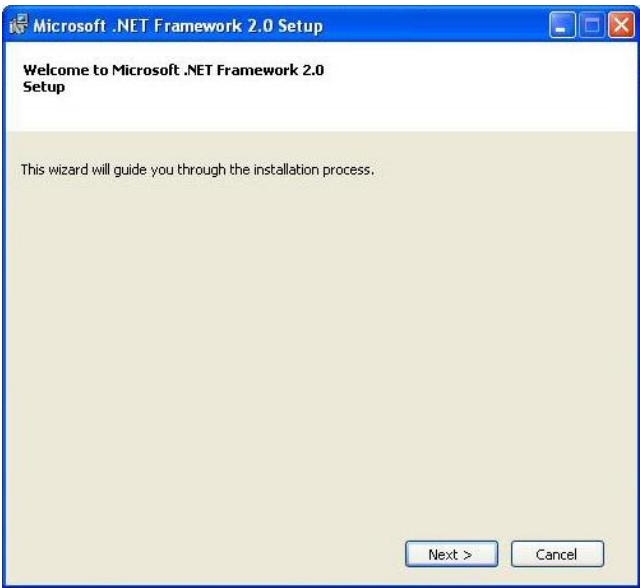 Microsoft .NET Framework 2.0 Setup
Welcome to Microsoft .NET Framework 2.0
Setup
This wizard will guide you through the installation process.
Next >
Cancel